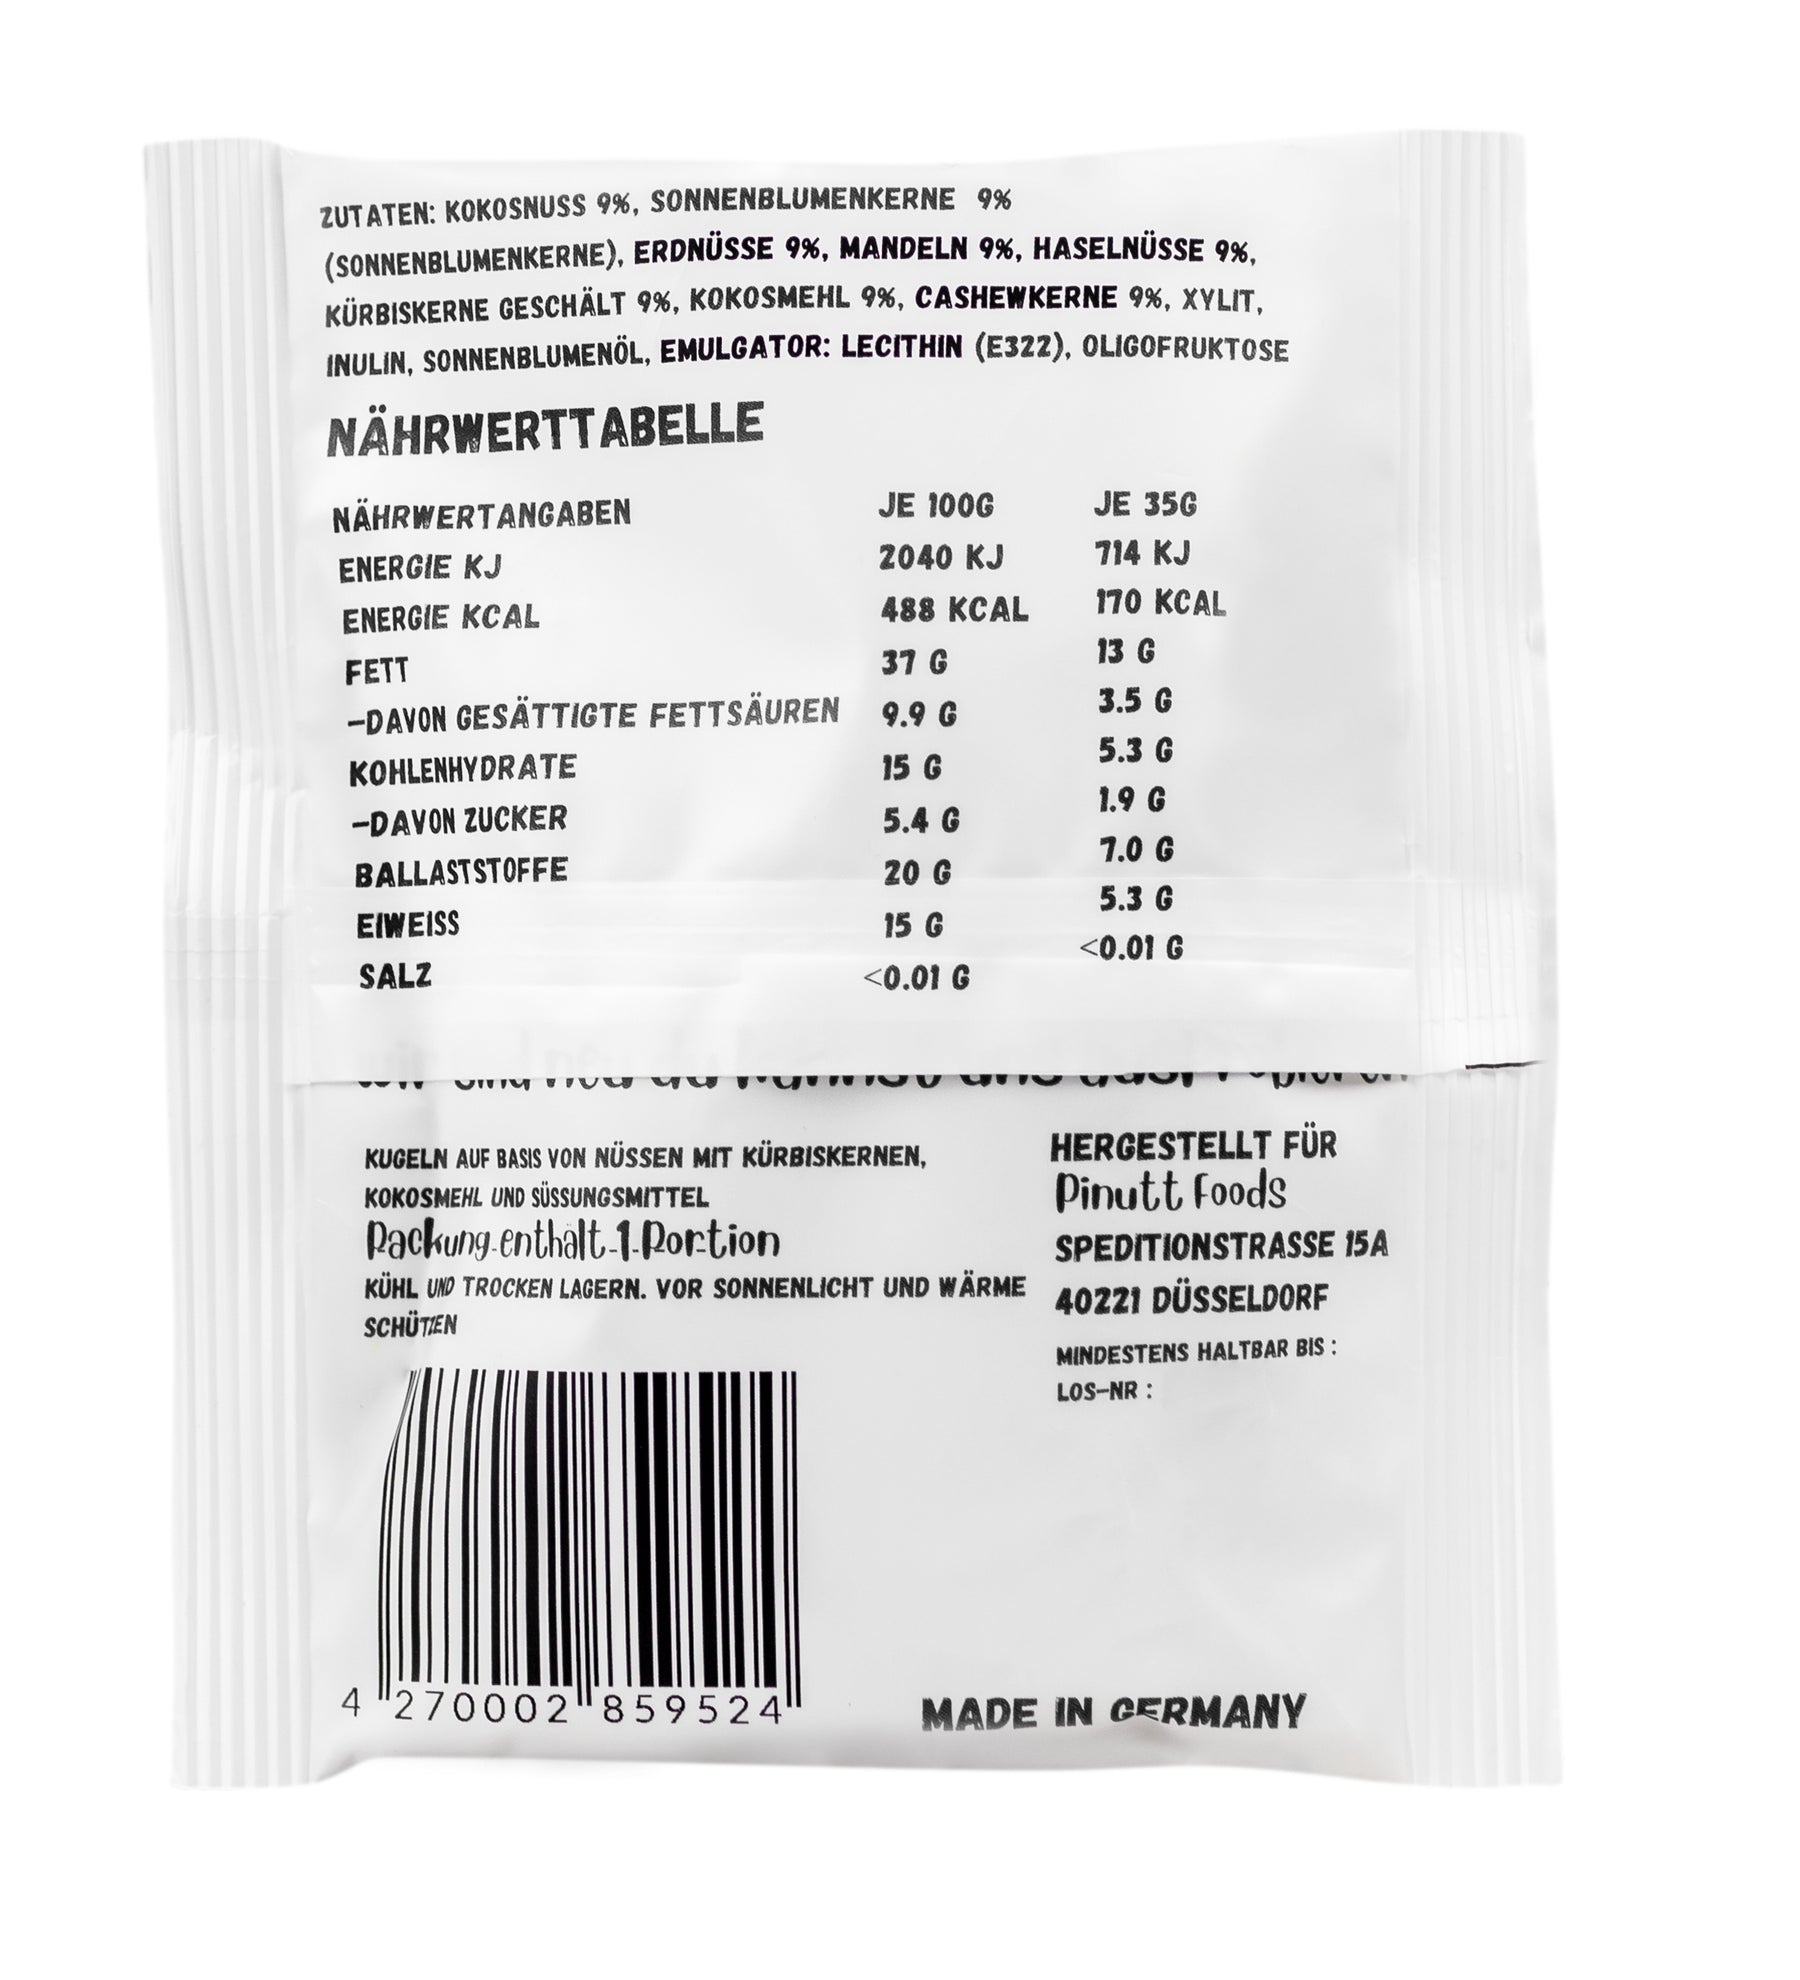 ZUTATEN: KOKOSNUSS 9%, SONNENBLUMENKERNE 9%
(SONNENBLUMENKERNE), ERDNÜSSE 9%, MANDELN 9%, HASELNÜSSE 9%,
KÜRBISKERNE GESCHÄLT 9%, KOKOSMEHL 9%, CASHEWKERNE 9%, XYLIT,
INULIN, SONNENBLUMENÖL, EMULGATOR: LECITHIN (E322), OLIGOFRUKTOSE
NÄHRWERTTABELLE
NÄHRWERTANGABEN JE 100G JE 35G
ENERGIE KJ 2040 KJ 714 KJ
ENERGIE KCAL 488 KCAL 170 KCAL
FETT 37 G 13 G
-DAVON GESÄTTIGTE FETTSÄUREN 9.9 G 3.5 G
KOHLENHYDRATE 15 G 5.3 G
-DAVON ZUCKER 5.4 G 1.9 G
BALLASTSTOFFE 20 G 7.0 G
EIWEISS 15 G 5.3 G
SALZ <0.01 G <0.01 G
KUGELN AUF BASIS VON NÜSSEN MIT KÜRBISKERNEN,
KOKOSMEHL UND SÜSSUNGSMITTEL
Packung-enthält-1-Portion
KÜHL UND TROCKEN LAGERN. VOR SONNENLICHT UND WÄRME
SCHÜTZEN
HERGESTELLT FÜR
Pinutt Foods
SPEDITIONSTRASSE 15A
40221 DÜSSELDORF
MINDESTENS HALTBAR BIS :
LOS-NR :
4 270002 859524
MADE IN GERMANY